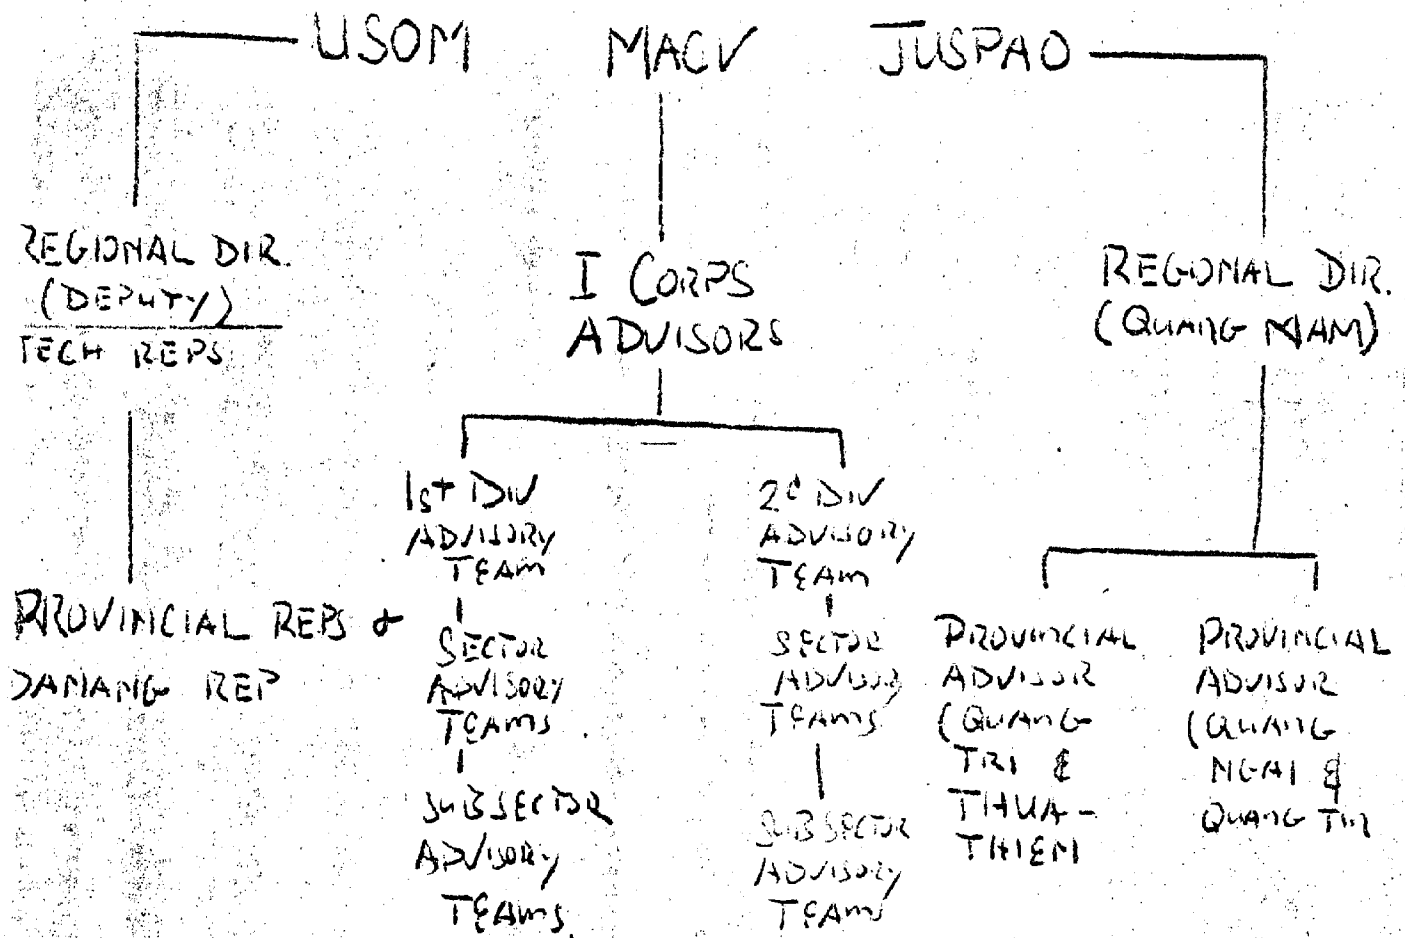 USOM
MACV
JUSPAO
REGIONAL DIR.
(DEPUTY)
TECH REPS
I CORPS
ADVISORS
REGIONAL DIR.
(QUANG NAM)
PROVINCIAL REPS &
DANANG REP
1st DIV
ADVISORY
TEAM
SECTOR
ADVISORY
TEAMS
SUBSECTOR
ADVISORY
TEAMS
2d DIV
ADVISORY
TEAM
SECTOR
ADVISORY
TEAMS
SUBSECTOR
ADVISORY
TEAM
PROVINCIAL
ADVISOR
(QUANG
TRI &
THUA-
THIEN
PROVINCIAL
ADVISOR
(QUANG
NGAI &
QUANG TIN